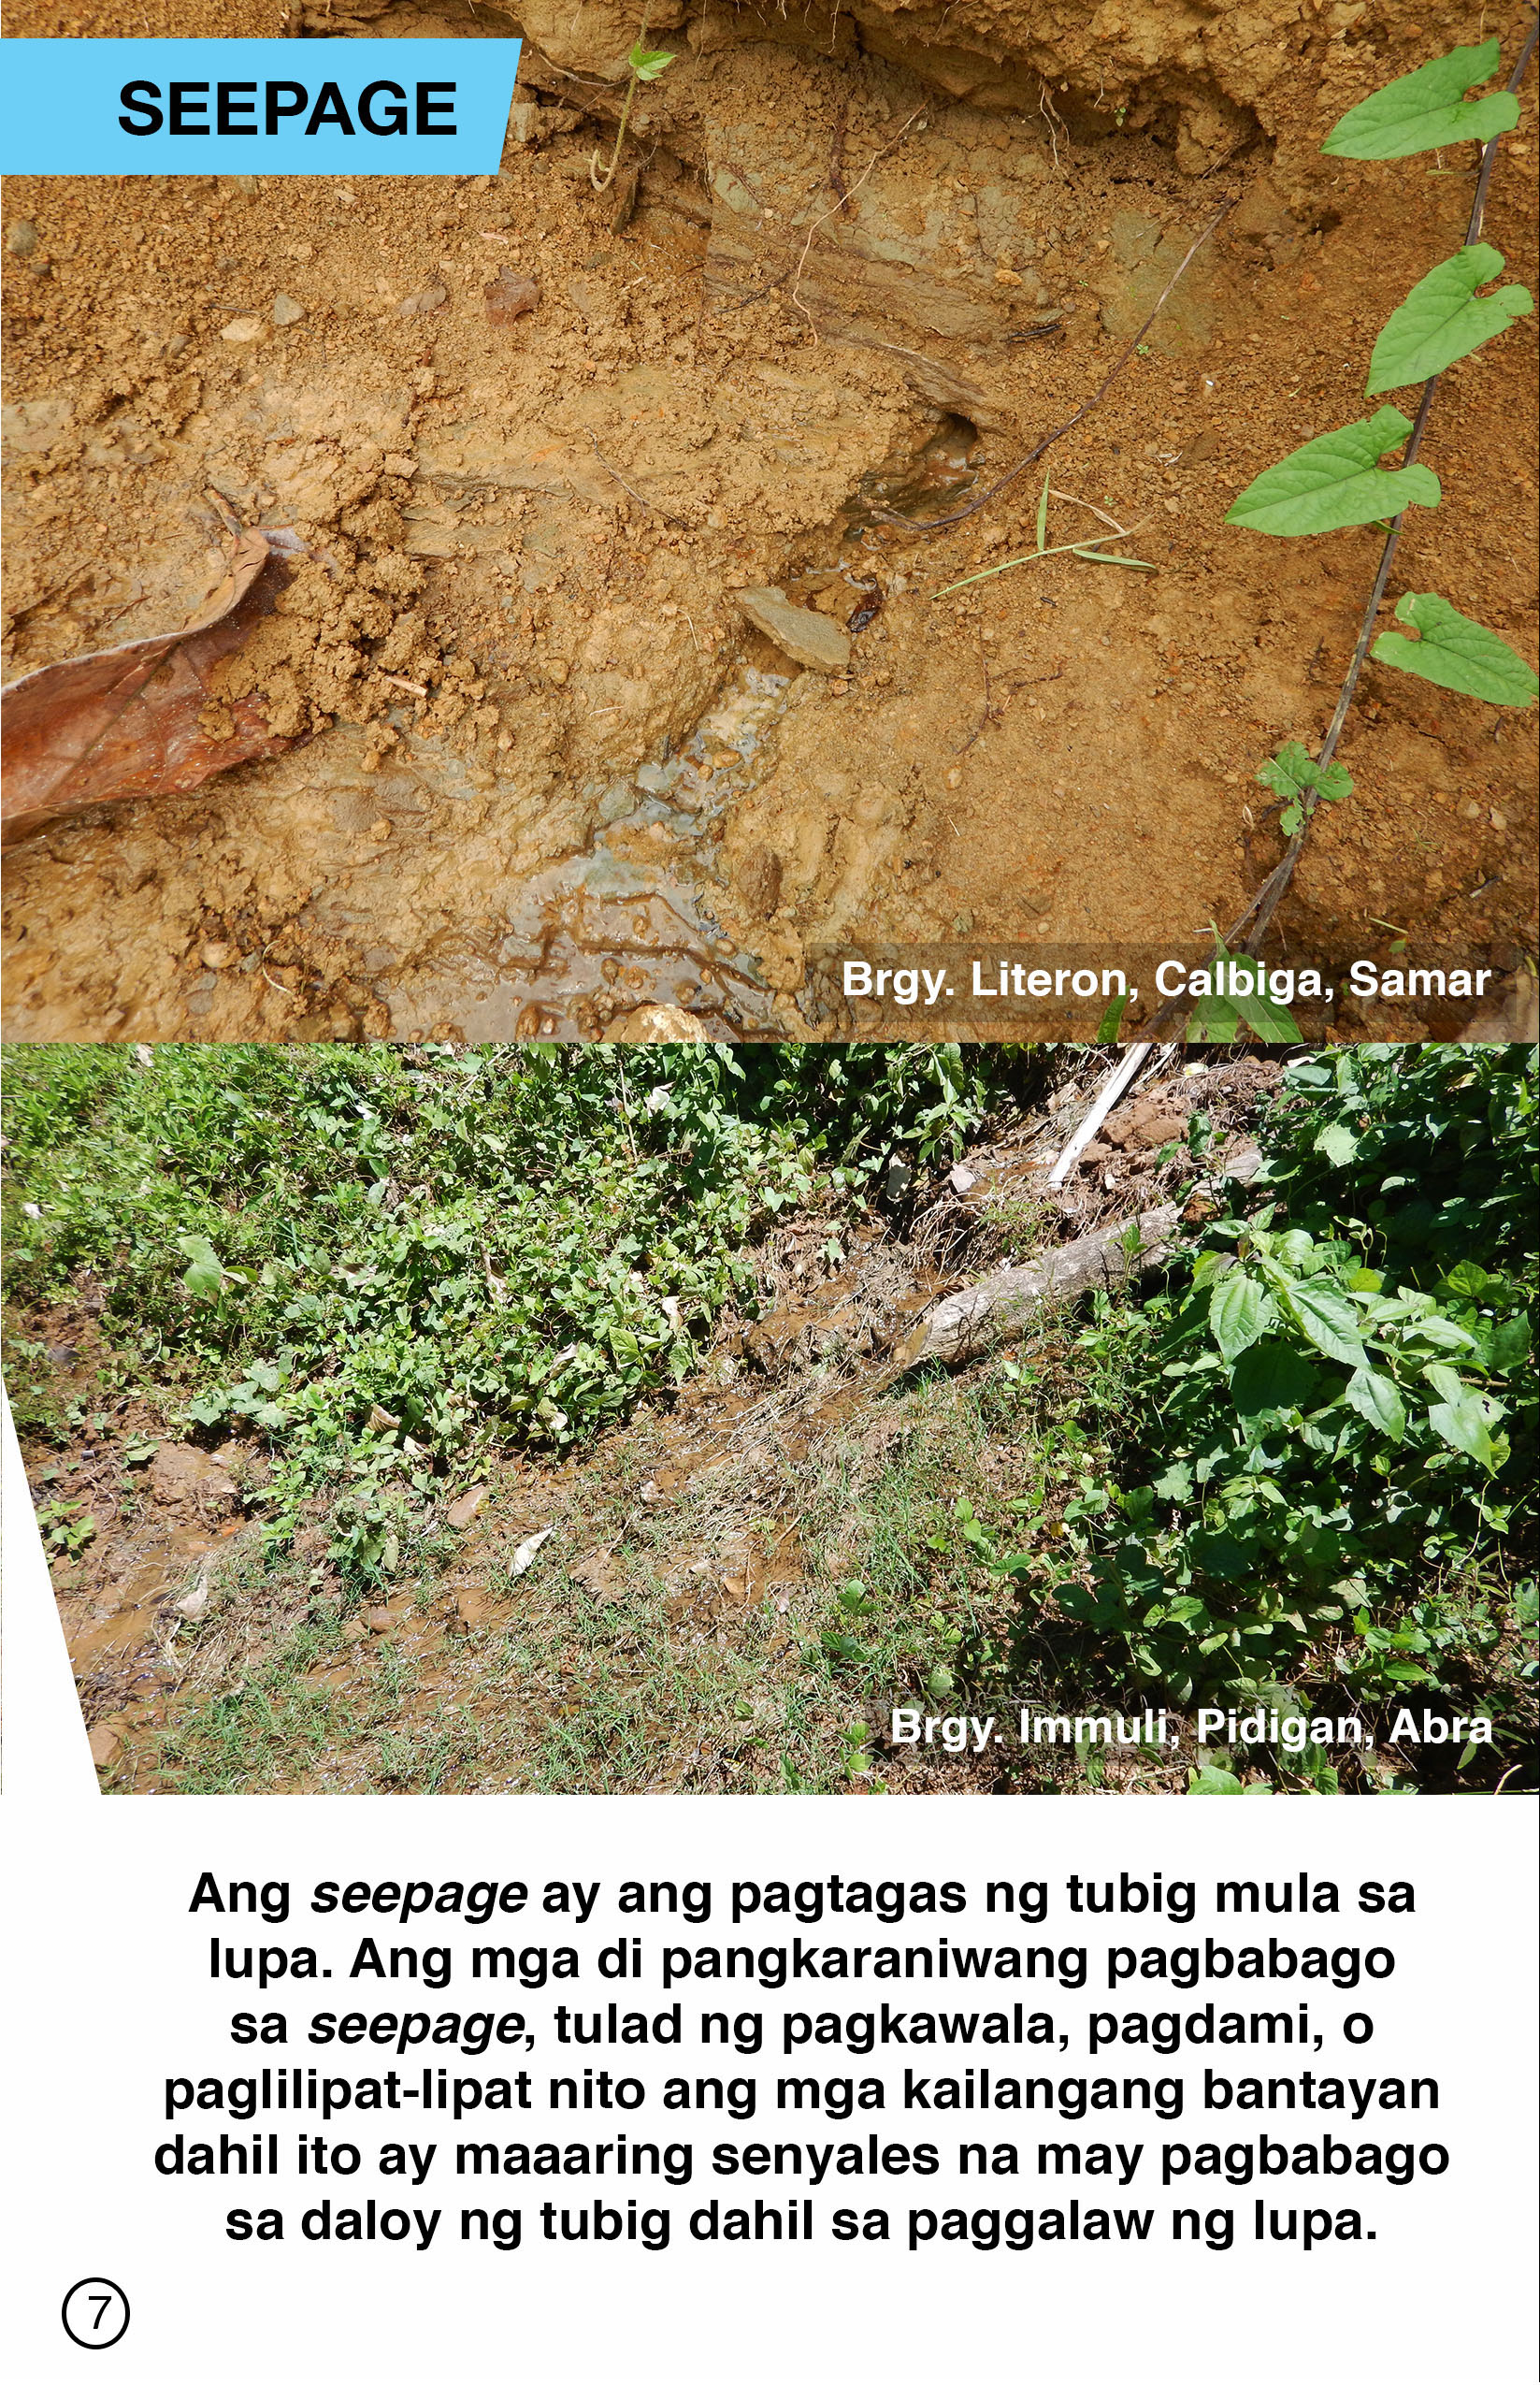 SEEPAGE
Brgy. Literon, Calbiga, Samar
Brgy. Immuli, Pidigan, Abra
Ang seepage ay ang pagtagas ng tubig mula sa
lupa. Ang mga di pangkaraniwang pagbabago
sa seepage, tulad ng pagkawala, pagdami, o
paglilipat-lipat nito ang mga kailangang bantayan
dahil ito ay maaaring senyales na may pagbabago
sa daloy ng tubig dahil sa paggalaw ng lupa.
7